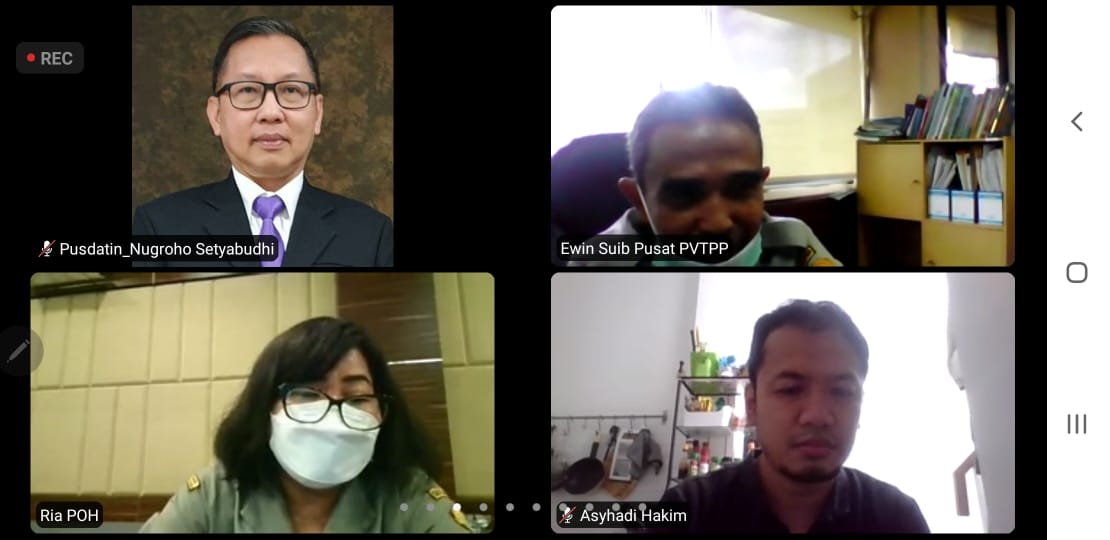 REC
Pusdatin_Nugroho Setyabudhi
Ewin Suib Pusat PVTPP
Ria POH
Asyhadi Hakim